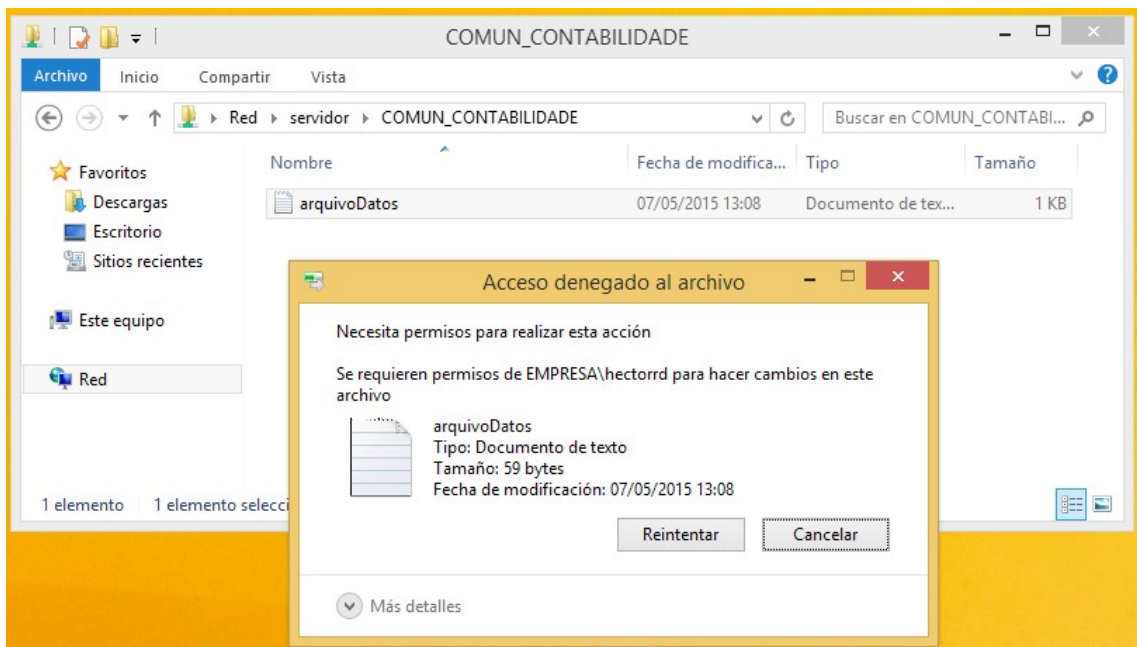 COMUN_CONTABILIDADE
Archivo Inicio Compartir Vista
Red servidor COMUN_CONTABILIDADE Buscar en COMUN_CONTABI...
Favoritos
Descargas
Escritorio
Sitios recientes
Este equipo
Red
Nombre Fecha de modifica... Tipo Tamaño
arquivoDatos 07/05/2015 13:08 Documento de tex... 1 KB
1 elemento 1 elemento selecci
Acceso denegado al archivo
Necesita permisos para realizar esta acción
Se requieren permisos de EMPRESA\hectorrd para hacer cambios en este
archivo
arquivoDatos
Tipo: Documento de texto
Tamaño: 59 bytes
Fecha de modificación: 07/05/2015 13:08
Reintentar Cancelar
Más detalles